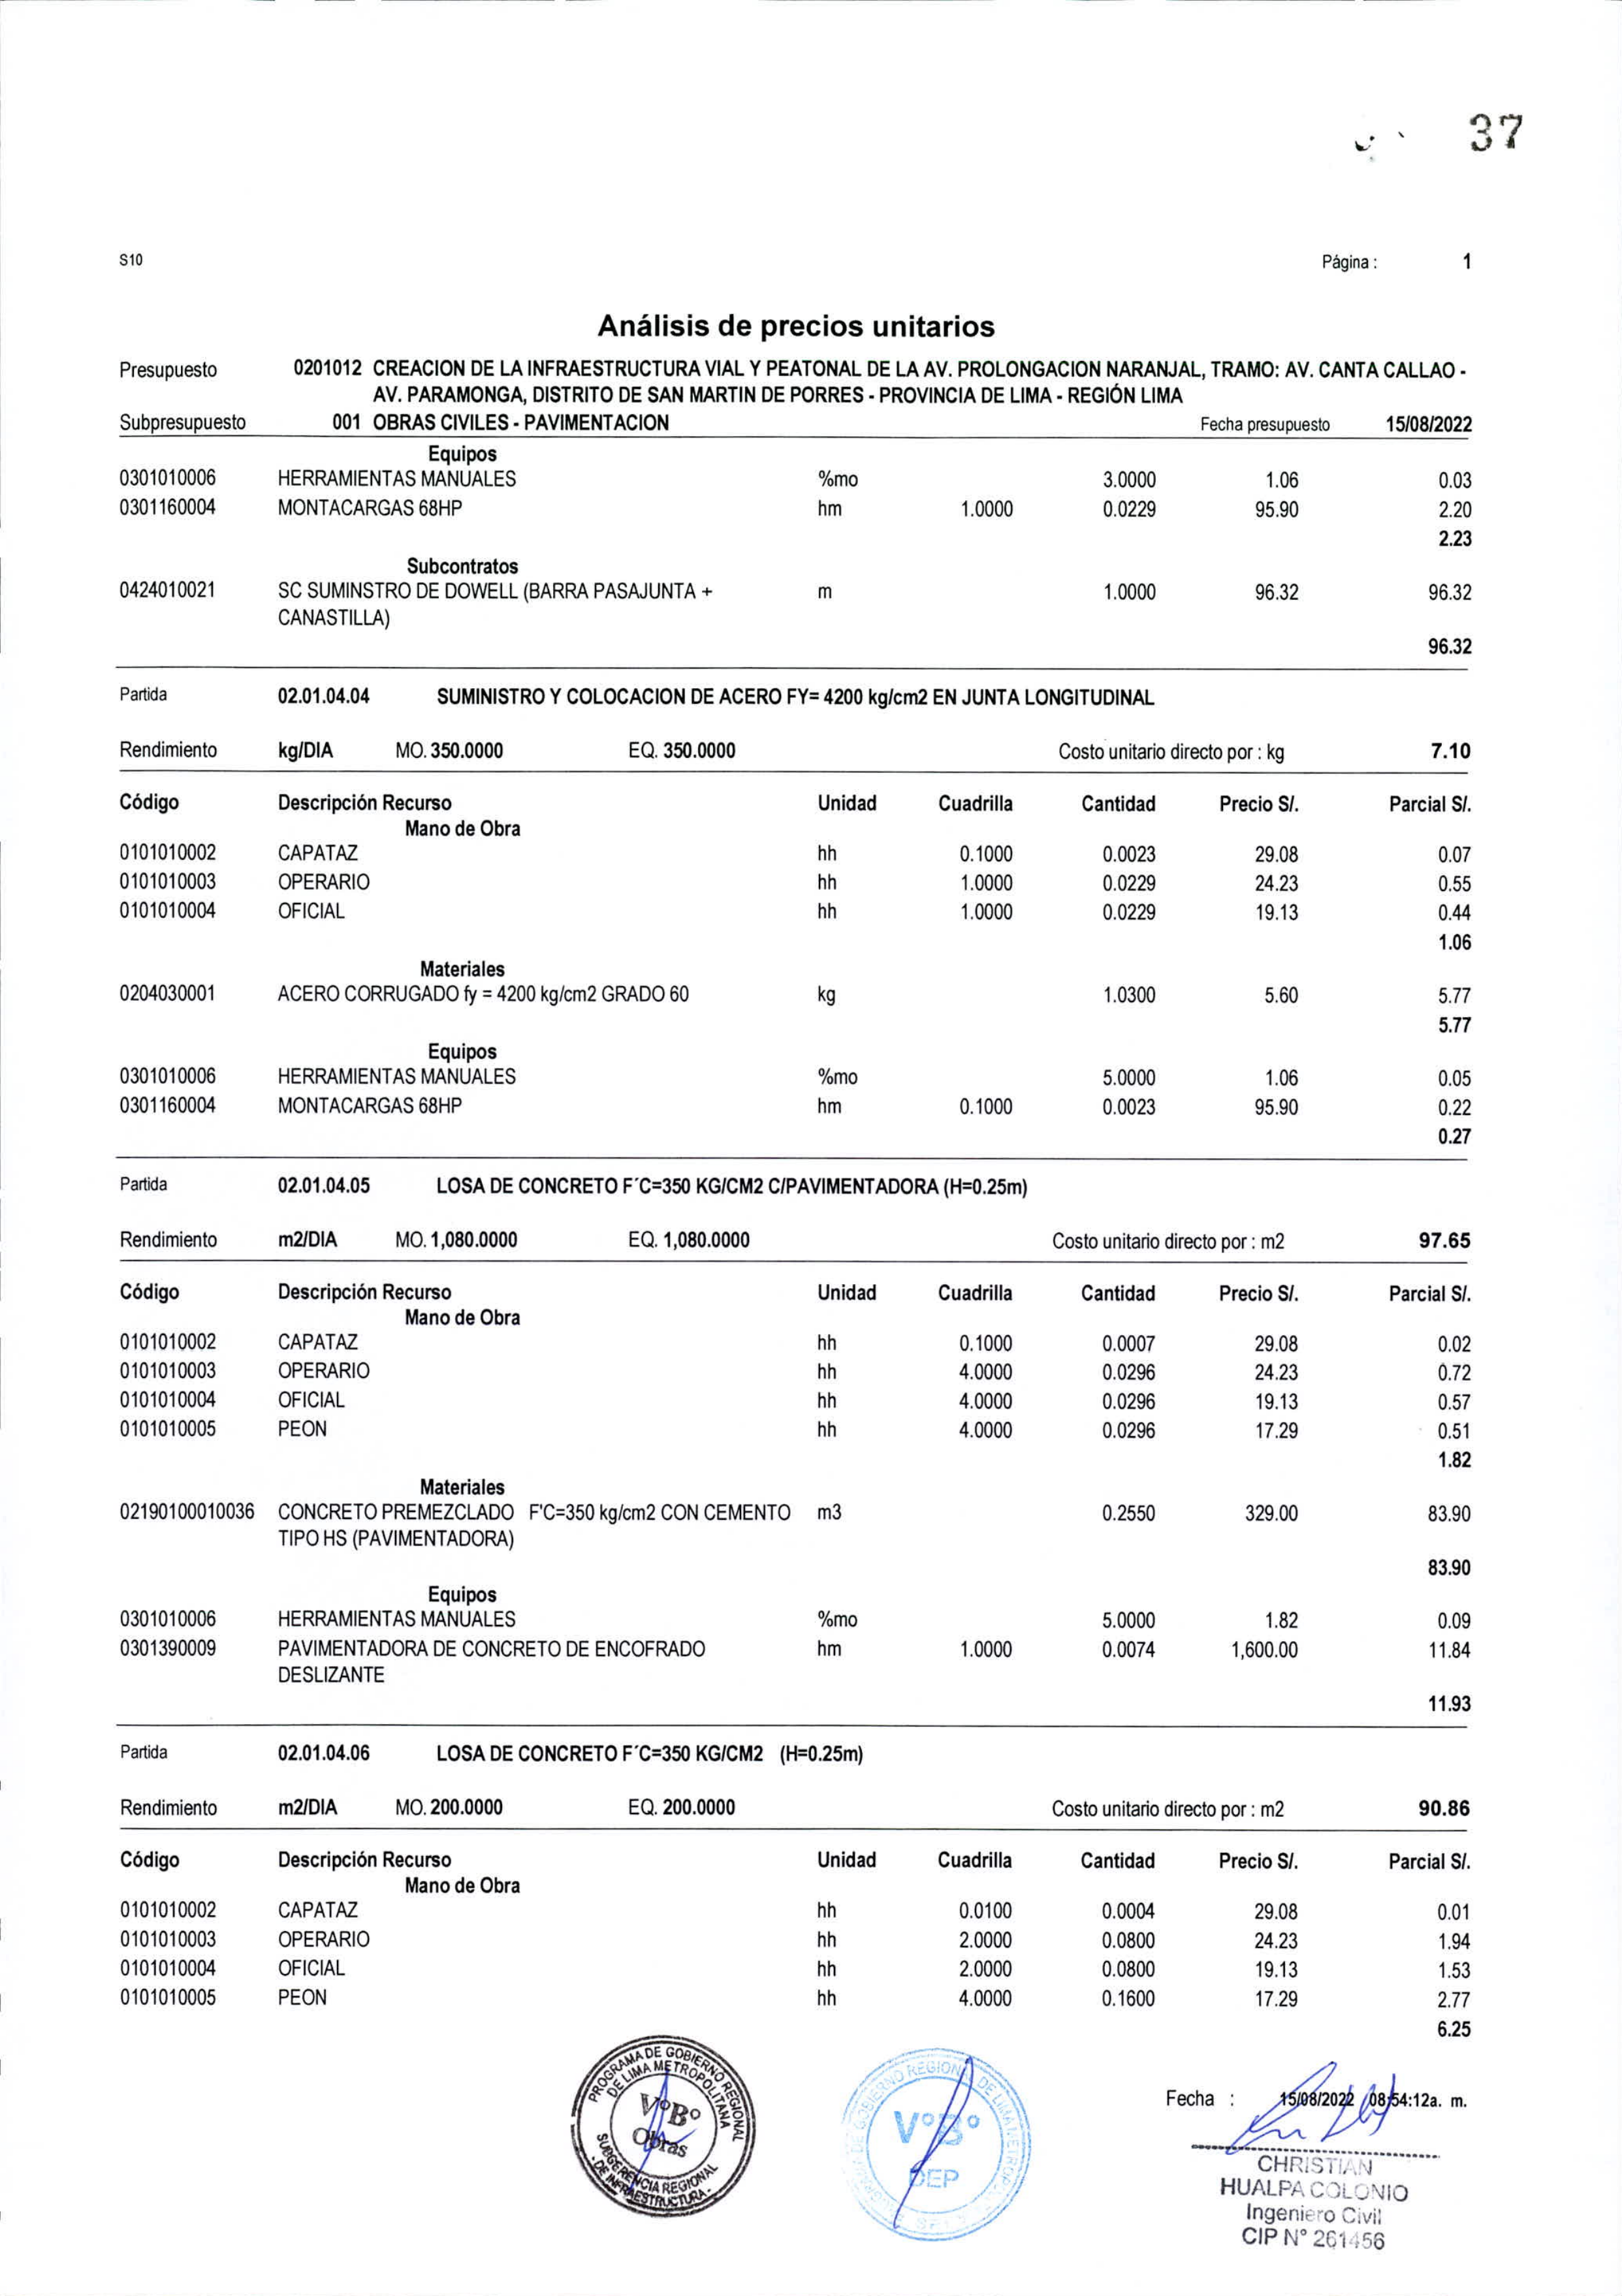 37
S10 Página : 1
Análisis de precios unitarios
Presupuesto 0201012 CREACION DE LA INFRAESTRUCTURA VIAL Y PEATONAL DE LA AV. PROLONGACION NARANJAL, TRAMO: AV. CANTA CALLAO -
AV. PARAMONGA, DISTRITO DE SAN MARTIN DE PORRES - PROVINCIA DE LIMA - REGIÓN LIMA
Subpresupuesto 001 OBRAS CIVILES - PAVIMENTACION Fecha presupuesto 15/08/2022
Equipos
0301010006 HERRAMIENTAS MANUALES %mo 3.0000 1.06 0.03
0301160004 MONTACARGAS 68HP hm 1.0000 0.0229 95.90 2.20
2.23
Subcontratos
0424010021 SC SUMINSTRO DE DOWELL (BARRA PASAJUNTA + m 1.0000 96.32 96.32
CANASTILLA)
96.32
Partida 02.01.04.04 SUMINISTRO Y COLOCACION DE ACERO FY= 4200 kg/cm2 EN JUNTA LONGITUDINAL
Rendimiento kg/DIA MO. 350.0000 EQ. 350.0000 Costo unitario directo por : kg 7.10
Código Descripción Recurso Unidad Cuadrilla Cantidad Precio S/. Parcial S/.
Mano de Obra
0101010002 CAPATAZ hh 0.1000 0.0023 29.08 0.07
0101010003 OPERARIO hh 1.0000 0.0229 24.23 0.55
0101010004 OFICIAL hh 1.0000 0.0229 19.13 0.44
1.06
Materiales
0204030001 ACERO CORRUGADO fy = 4200 kg/cm2 GRADO 60 kg 1.0300 5.60 5.77
5.77
Equipos
0301010006 HERRAMIENTAS MANUALES %mo 5.0000 1.06 0.05
0301160004 MONTACARGAS 68HP hm 0.1000 0.0023 95.90 0.22
0.27
Partida 02.01.04.05 LOSA DE CONCRETO F´C=350 KG/CM2 C/PAVIMENTADORA (H=0.25m)
Rendimiento m2/DIA MO. 1,080.0000 EQ. 1,080.0000 Costo unitario directo por : m2 97.65
Código Descripción Recurso Unidad Cuadrilla Cantidad Precio S/. Parcial S/.
Mano de Obra
0101010002 CAPATAZ hh 0.1000 0.0007 29.08 0.02
0101010003 OPERARIO hh 4.0000 0.0296 24.23 0.72
0101010004 OFICIAL hh 4.0000 0.0296 19.13 0.57
0101010005 PEON hh 4.0000 0.0296 17.29 0.51
1.82
Materiales
02190100010036 CONCRETO PREMEZCLADO F'C=350 kg/cm2 CON CEMENTO m3 0.2550 329.00 83.90
TIPO HS (PAVIMENTADORA)
83.90
Equipos
0301010006 HERRAMIENTAS MANUALES %mo 5.0000 1.82 0.09
0301390009 PAVIMENTADORA DE CONCRETO DE ENCOFRADO hm 1.0000 0.0074 1,600.00 11.84
DESLIZANTE
11.93
Partida 02.01.04.06 LOSA DE CONCRETO F´C=350 KG/CM2 (H=0.25m)
Rendimiento m2/DIA MO. 200.0000 EQ. 200.0000 Costo unitario directo por : m2 90.86
Código Descripción Recurso Unidad Cuadrilla Cantidad Precio S/. Parcial S/.
Mano de Obra
0101010002 CAPATAZ hh 0.0100 0.0004 29.08 0.01
0101010003 OPERARIO hh 2.0000 0.0800 24.23 1.94
0101010004 OFICIAL hh 2.0000 0.0800 19.13 1.53
0101010005 PEON hh 4.0000 0.1600 17.29 2.77
6.25
PROGRAMA DE GOBIERNO REGIONAL
DE LIMA METROPOLITANA
V°B°
Obras
SUBGERENCIA REGIONAL
DE INFRAESTRUCTURA
DE GOBIERNO REGIONAL DE LIMA METROPOL
V°B°
DEP
Fecha : 15/08/2022 08:54:12a. m.
CHRISTIAN
HUALPA COLONIO
Ingeniero Civil
CIP N° 261456